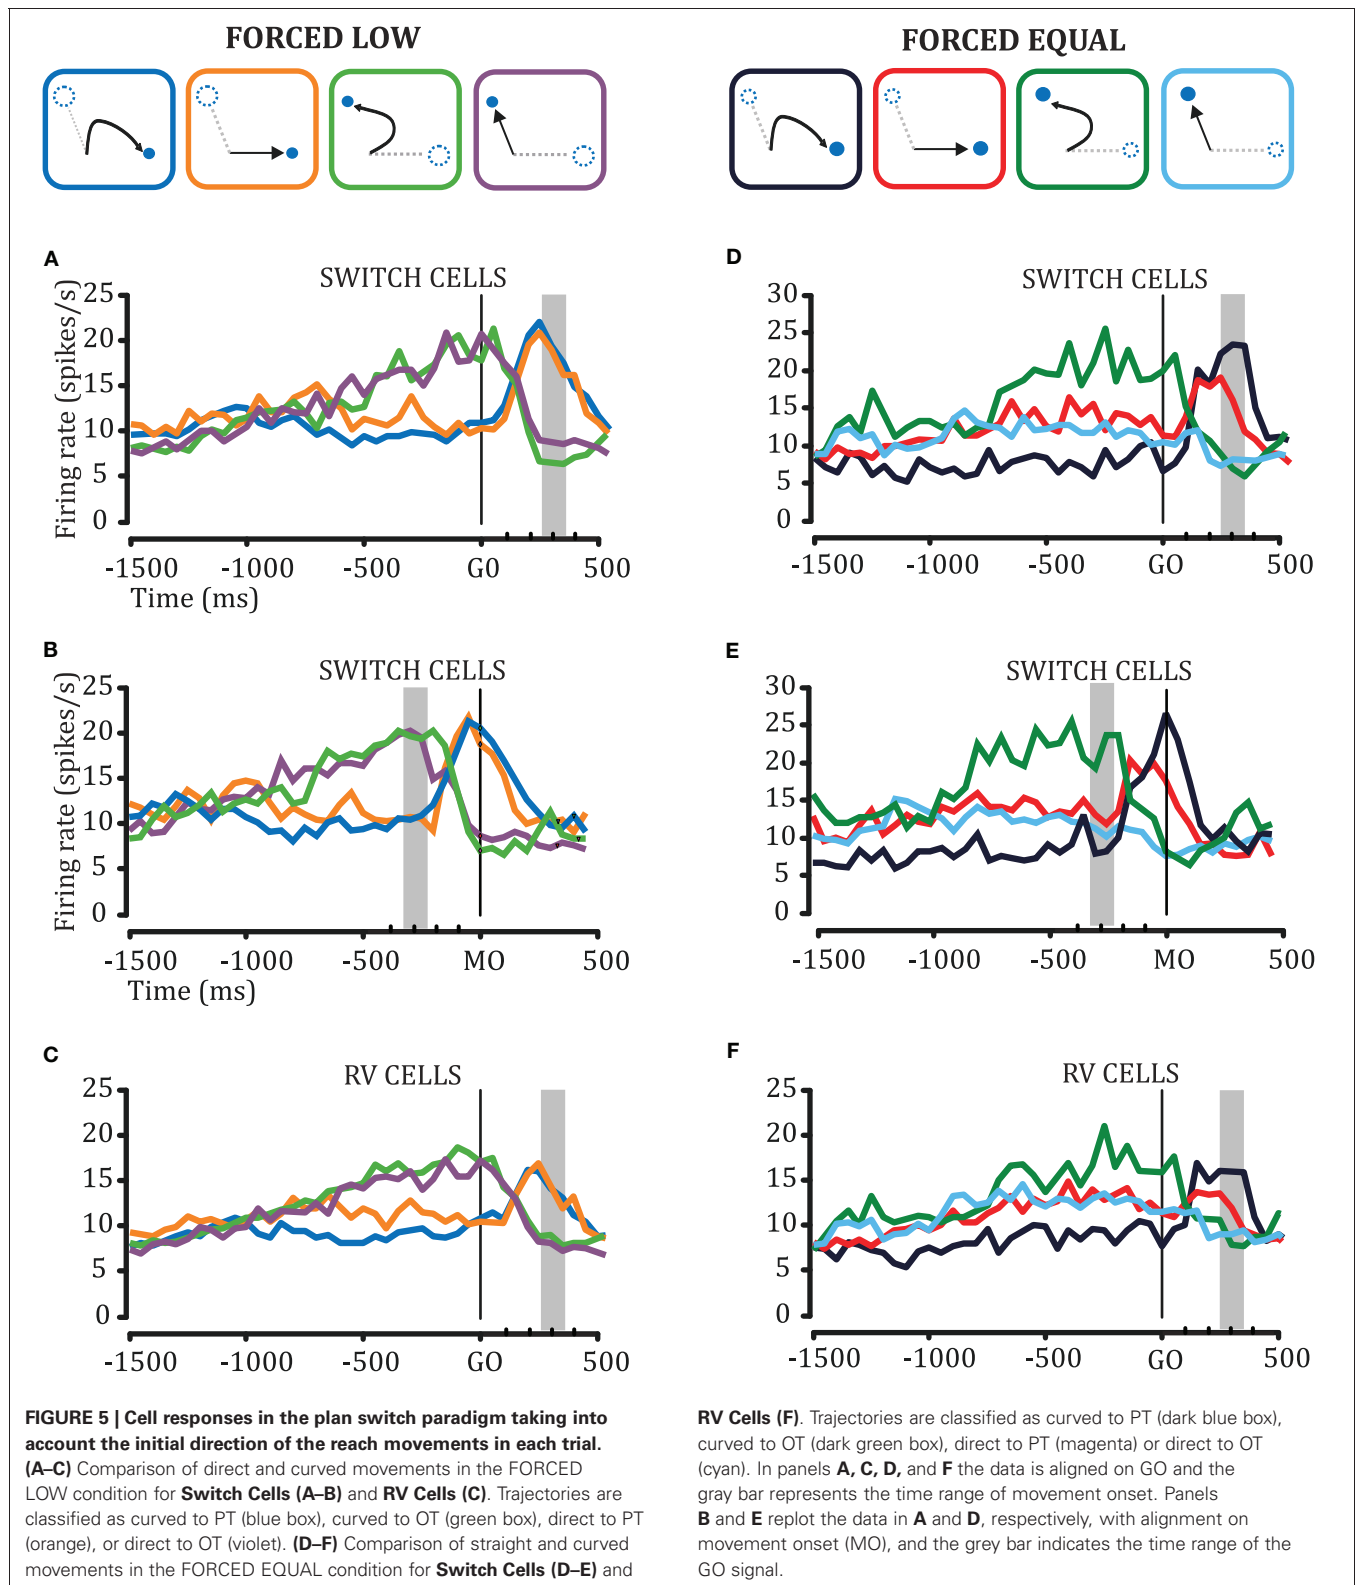 FORCED LOW
FORCED EQUAL
A
SWITCH CELLS
Firing rate (spikes/s)
25
20
15
10
5
0
-1500
-1000
-500
GO
500
Time (ms)
B
SWITCH CELLS
Firing rate (spikes/s)
25
20
15
10
5
0
-1500
-1000
-500
MO
500
Time (ms)
C
RV CELLS
25
20
15
10
5
0
-1500
-1000
-500
GO
500
D
SWITCH CELLS
30
25
20
15
10
5
0
-1500
-1000
-500
GO
500
E
SWITCH CELLS
30
25
20
15
10
5
0
-1500
-1000
-500
MO
500
F
RV CELLS
25
20
15
10
5
0
-1500
-1000
-500
GO
500
FIGURE 5 | Cell responses in the plan switch paradigm taking into
account the initial direction of the reach movements in each trial.
(A–C) Comparison of direct and curved movements in the FORCED
LOW condition for Switch Cells (A–B) and RV Cells (C). Trajectories are
classified as curved to PT (blue box), curved to OT (green box), direct to PT
(orange), or direct to OT (violet). (D–F) Comparison of straight and curved
movements in the FORCED EQUAL condition for Switch Cells (D–E) and
RV Cells (F). Trajectories are classified as curved to PT (dark blue box),
curved to OT (dark green box), direct to PT (magenta) or direct to OT
(cyan). In panels A, C, D, and F the data is aligned on GO and the
gray bar represents the time range of movement onset. Panels
B and E replot the data in A and D, respectively, with alignment on
movement onset (MO), and the grey bar indicates the time range of the
GO signal.